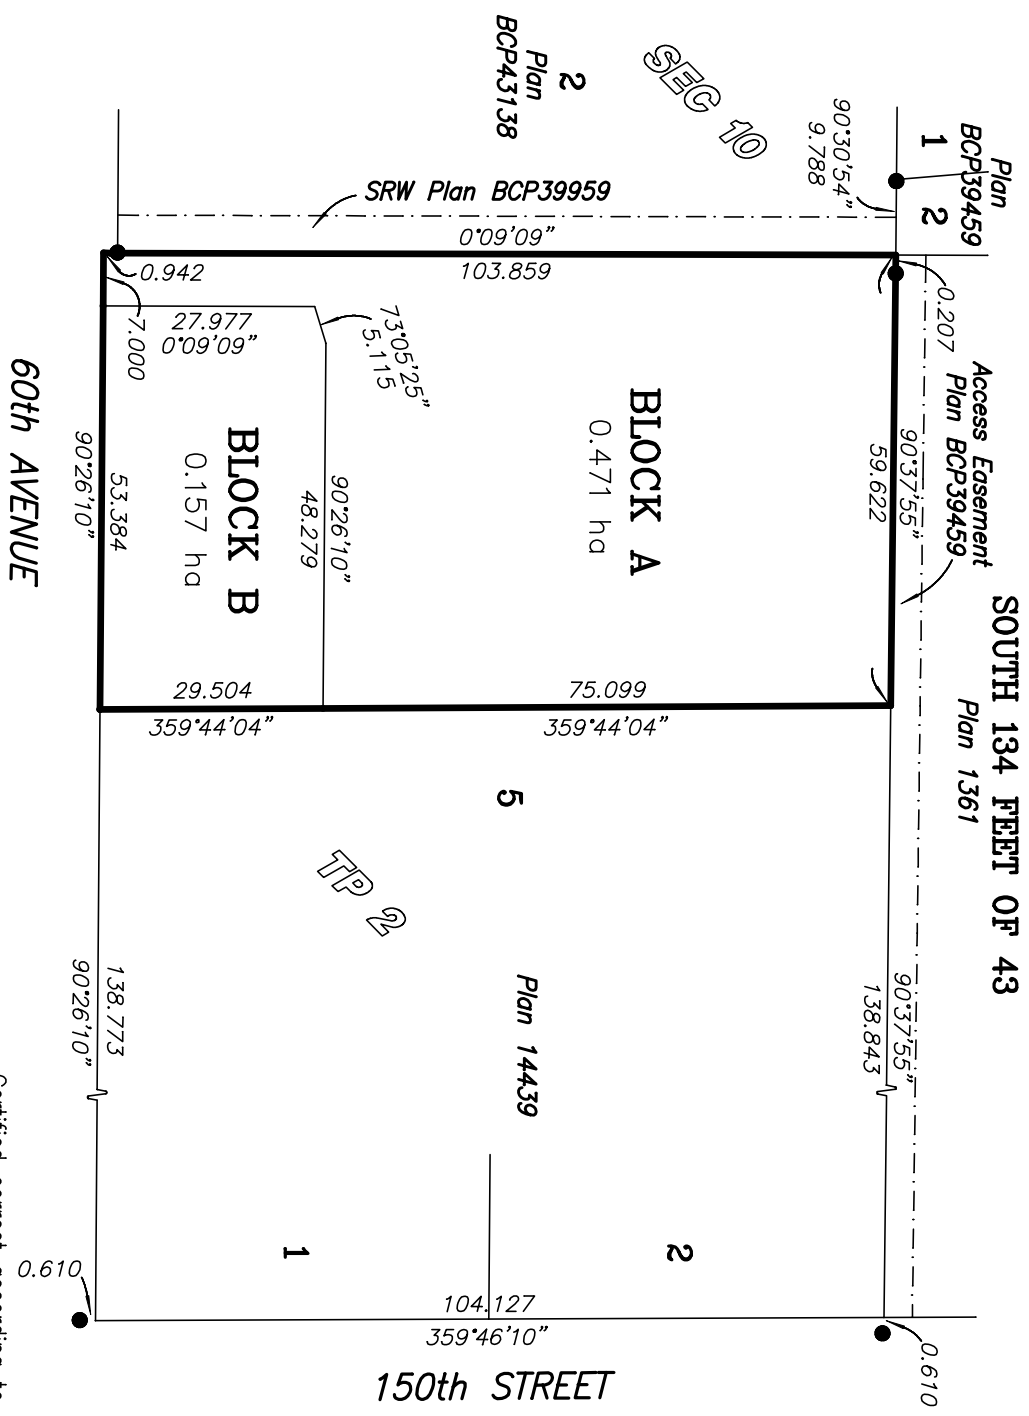 Plan
BCP39459
1
2
2
Plan
BCP43138
SEC 10
90°30'54"
9.788
SRW Plan BCP39959
0°09'09"
103.859
0.942
0.207
7.000
27.977
0°09'09"
73°05'25"
5.115
Access Easement
Plan BCP39459
90°37'55"
59.622
BLOCK A
0.471 ha
BLOCK B
0.157 ha
90°26'10"
48.279
53.384
90°26'10"
60th AVENUE
29.504
359°44'04"
75.099
359°44'04"
SOUTH 134 FEET OF 43
Plan 1361
5
TP 2
Plan 14439
138.773
90°26'10"
90°37'55"
138.843
1
2
0.610
104.127
359°46'10"
0.610
150th STREET